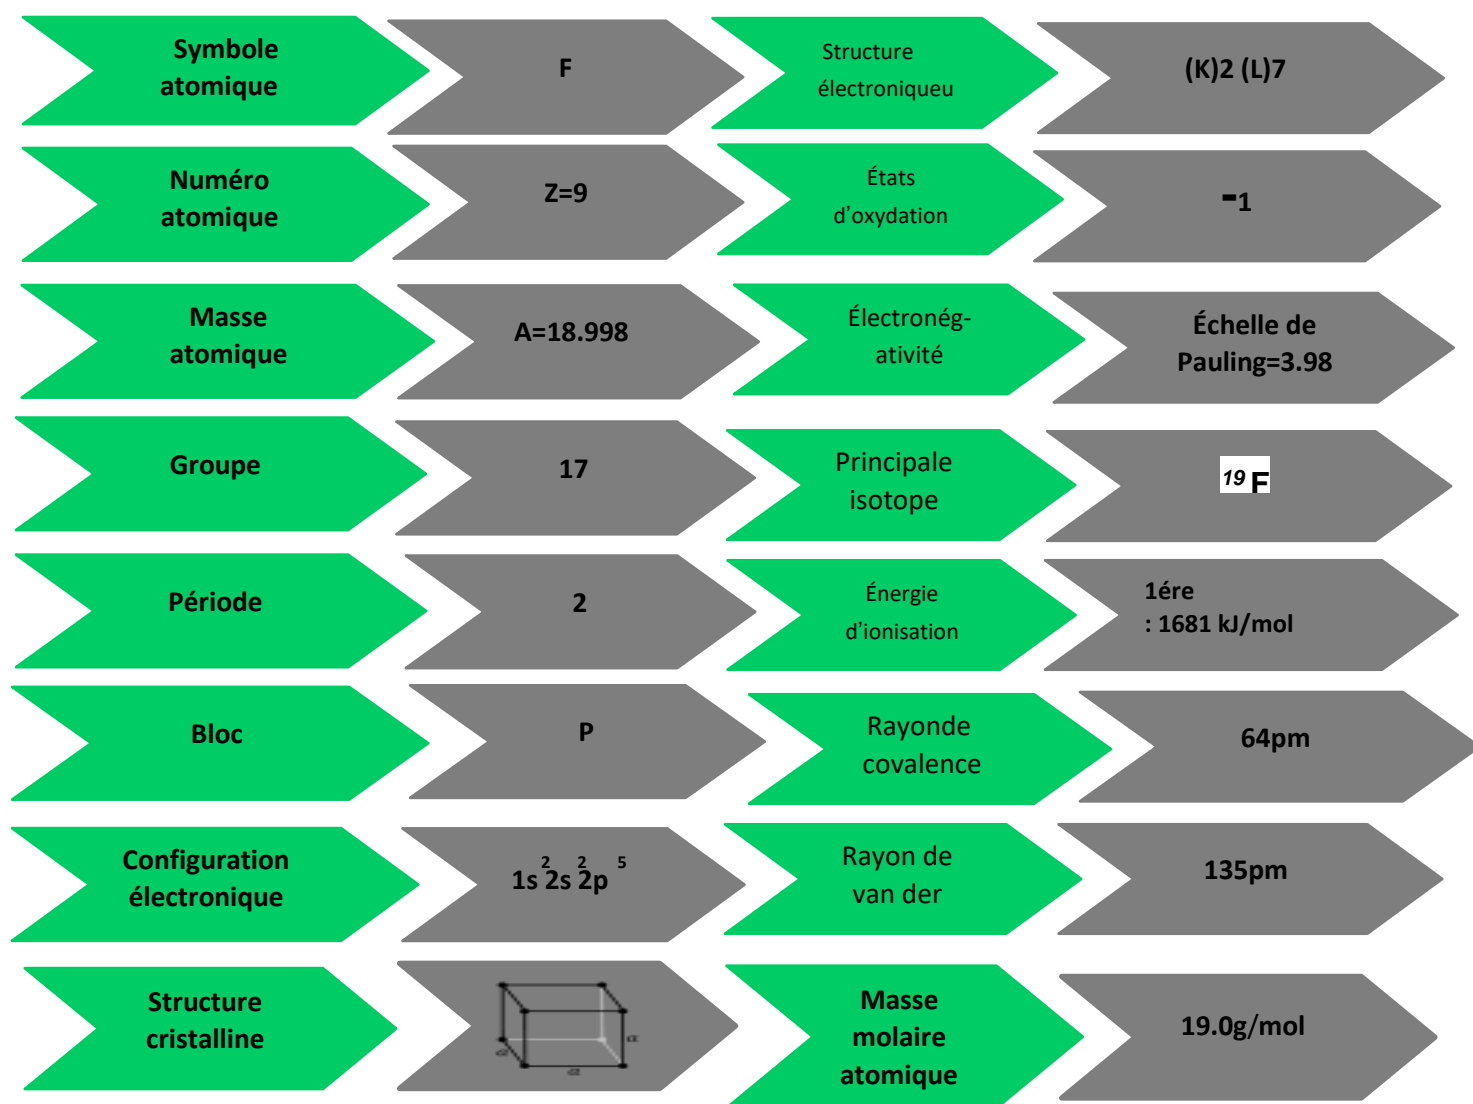 Symbole
atomique
F
Structure
électroniqueu
(K)2 (L)7
Numéro
atomique
Z=9
États
d'oxydation
-1
Masse
atomique
A=18.998
Électronég-
ativité
Échelle de
Pauling=3.98
Groupe
17
Principale
isotope
19 F
Période
2
Énergie
d'ionisation
1ére
: 1681 kJ/mol
Bloc
P
Rayonde
covalence
64pm
Configuration
électronique
1s² 2s² 2p⁵
Rayon de
van der
135pm
Structure
cristalline
a
a
a
Masse
molaire
atomique
19.0g/mol